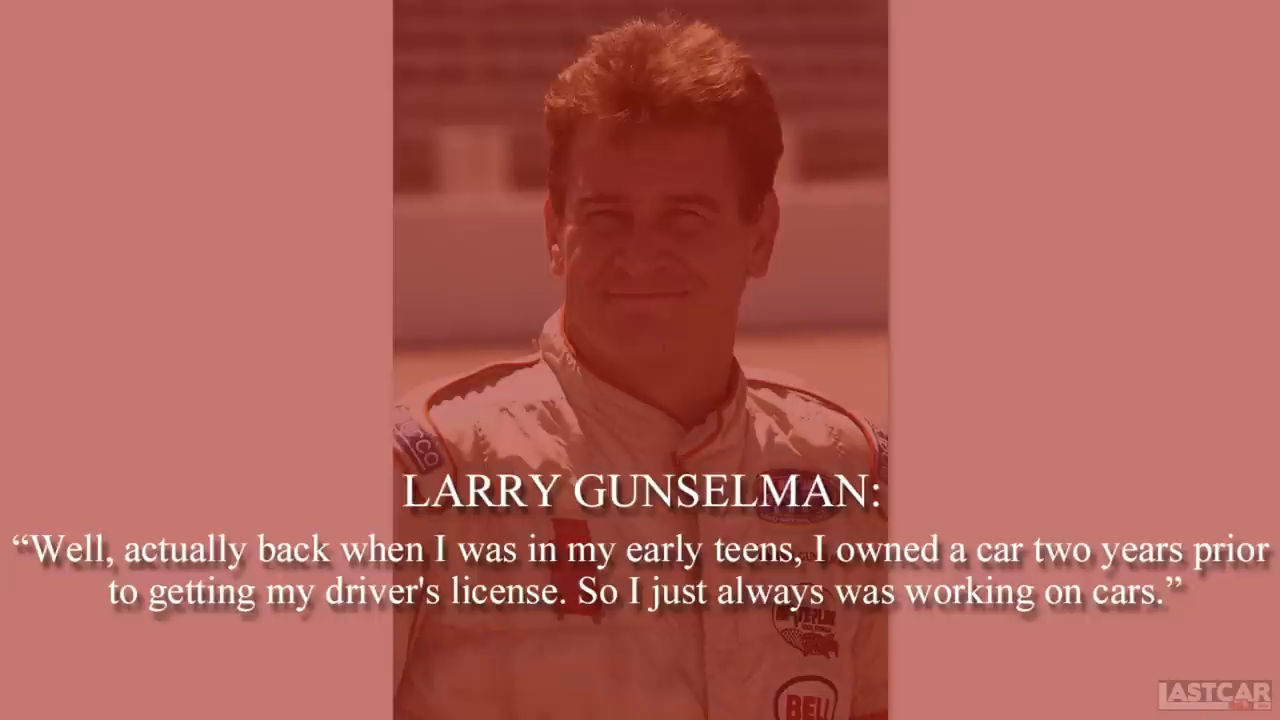 LARRY GUNSELMAN:
“Well, actually back when I was in my early teens, I owned a car two years prior
to getting my driver's license. So I just always was working on cars.”
BELL
LASTCAR